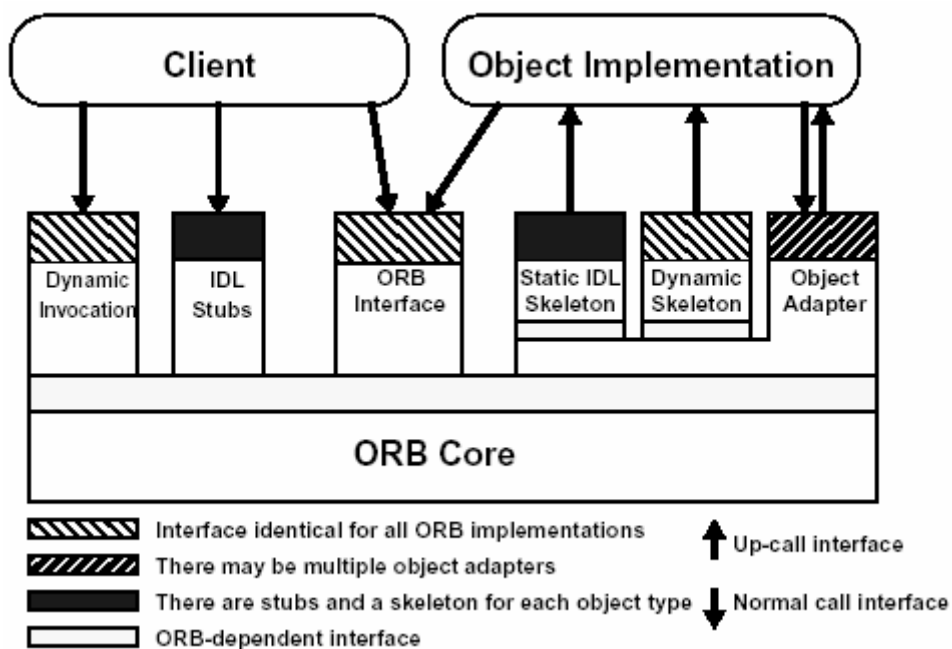 Client
Object Implementation
Dynamic
Invocation
IDL
Stubs
ORB
Interface
Static IDL
Skeleton
Dynamic
Skeleton
Object
Adapter
ORB Core
Interface identical for all ORB implementations
There may be multiple object adapters
There are stubs and a skeleton for each object type
ORB-dependent interface
Up-call interface
Normal call interface